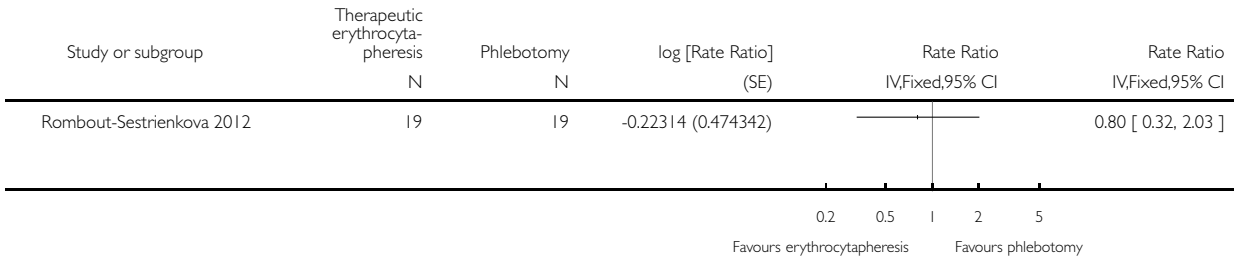 Therapeutic
erythrocyta-
Study or subgroup pheresis Phlebotomy log [Rate Ratio] Rate Ratio Rate Ratio
N N (SE) IV,Fixed,95% CI IV,Fixed,95% CI
Rombout-Sestrienkova 2012 19 19 -0.22314 (0.474342) 0.80 [ 0.32, 2.03 ]
0.2 0.5 1 2 5
Favours erythrocytapheresis Favours phlebotomy